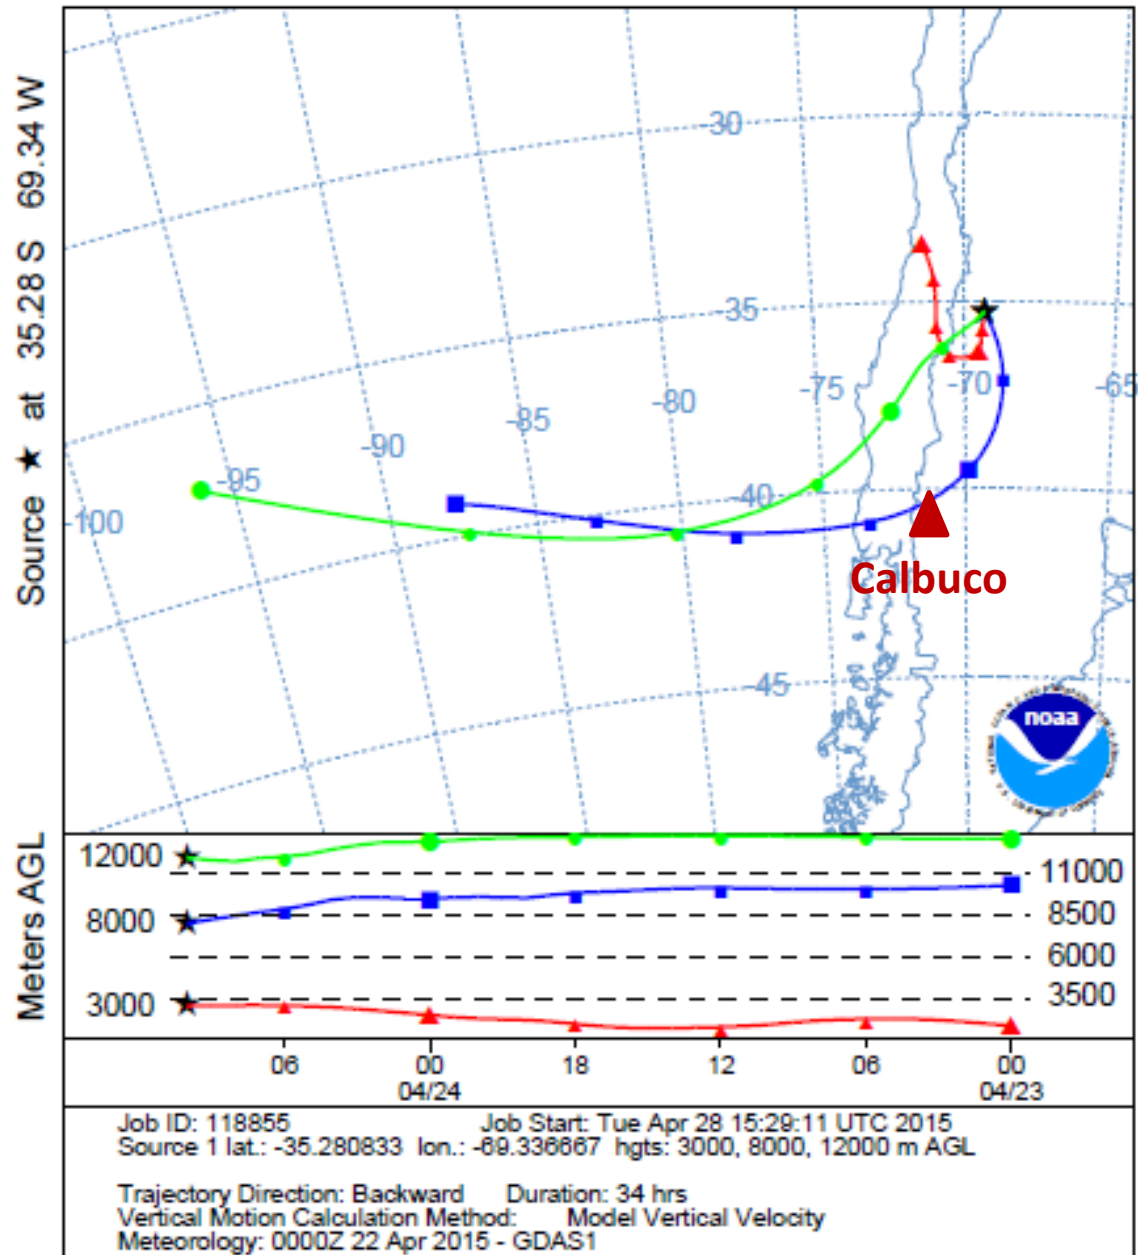 Source ★ at 35.28 S 69.34 W
-30
-35
-70
-65
-75
-80
-85
-90
-95
-40
-100
Calbuco
-45
noaa
Meters AGL
12000
11000
8000
8500
6000
3000
3500
06 00 18 12 06 00
04/24 04/23
Job ID: 118855 Job Start: Tue Apr 28 15:29:11 UTC 2015
Source 1 lat.: -35.280833 lon.: -69.336667 hgts: 3000, 8000, 12000 m AGL
Trajectory Direction: Backward Duration: 34 hrs
Vertical Motion Calculation Method: Model Vertical Velocity
Meteorology: 0000Z 22 Apr 2015 - GDAS1